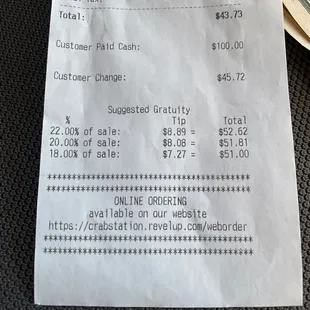 Total: $43.73
Customer Paid Cash: $100.00
Customer Change: $45.72
Suggested Gratuity
% Tip Total
22.00% of sale: $8.89 = $52.62
20.00% of sale: $8.08 = $51.81
18.00% of sale: $7.27 = $51.00
ONLINE ORDERING
available on our website
https://crabstation.revelup.com/weborder